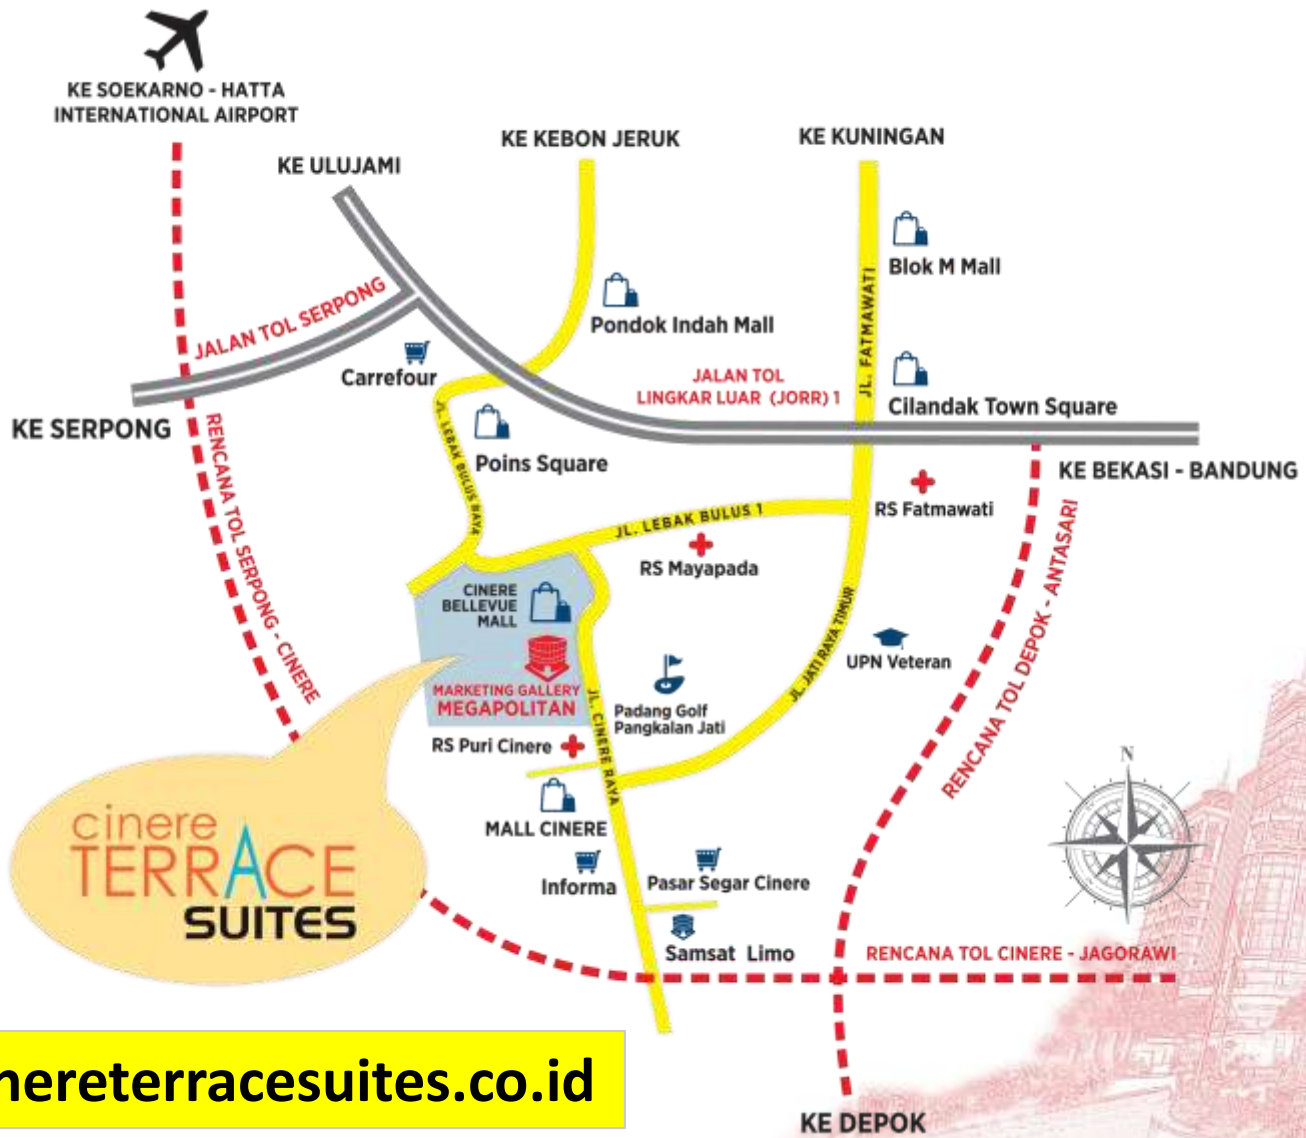 KE SOEKARNO - HATTA
INTERNATIONAL AIRPORT
KE ULUJAMI
KE KEBON JERUK
KE KUNINGAN
Blok M Mall
JALAN TOL SERPONG
Pondok Indah Mall
JL. FATMAWATI
Carrefour
JALAN TOL
LINGKAR LUAR (JORR) 1
Cilandak Town Square
KE SERPONG
JL. LEBAK BULUS RAYA
Poins Square
KE BEKASI - BANDUNG
RENCANA TOL SERPONG - CINERE
JL. LEBAK BULUS 1
RS Fatmawati
RS Mayapada
RENCANA TOL DEPOK - ANTASARI
CINERE
BELLEVUE
MALL
JL. JATI RAYA TIMUR
UPN Veteran
MARKETING GALLERY
MEGAPOLITAN
JL. CINERE RAYA
Padang Golf
Pangkalan Jati
RS Puri Cinere
N
MALL CINERE
cinere
TERRACE
SUITES
Informa
Pasar Segar Cinere
Samsat Limo
RENCANA TOL CINERE - JAGORAWI
nereterracesuites.co.id
KE DEPOK